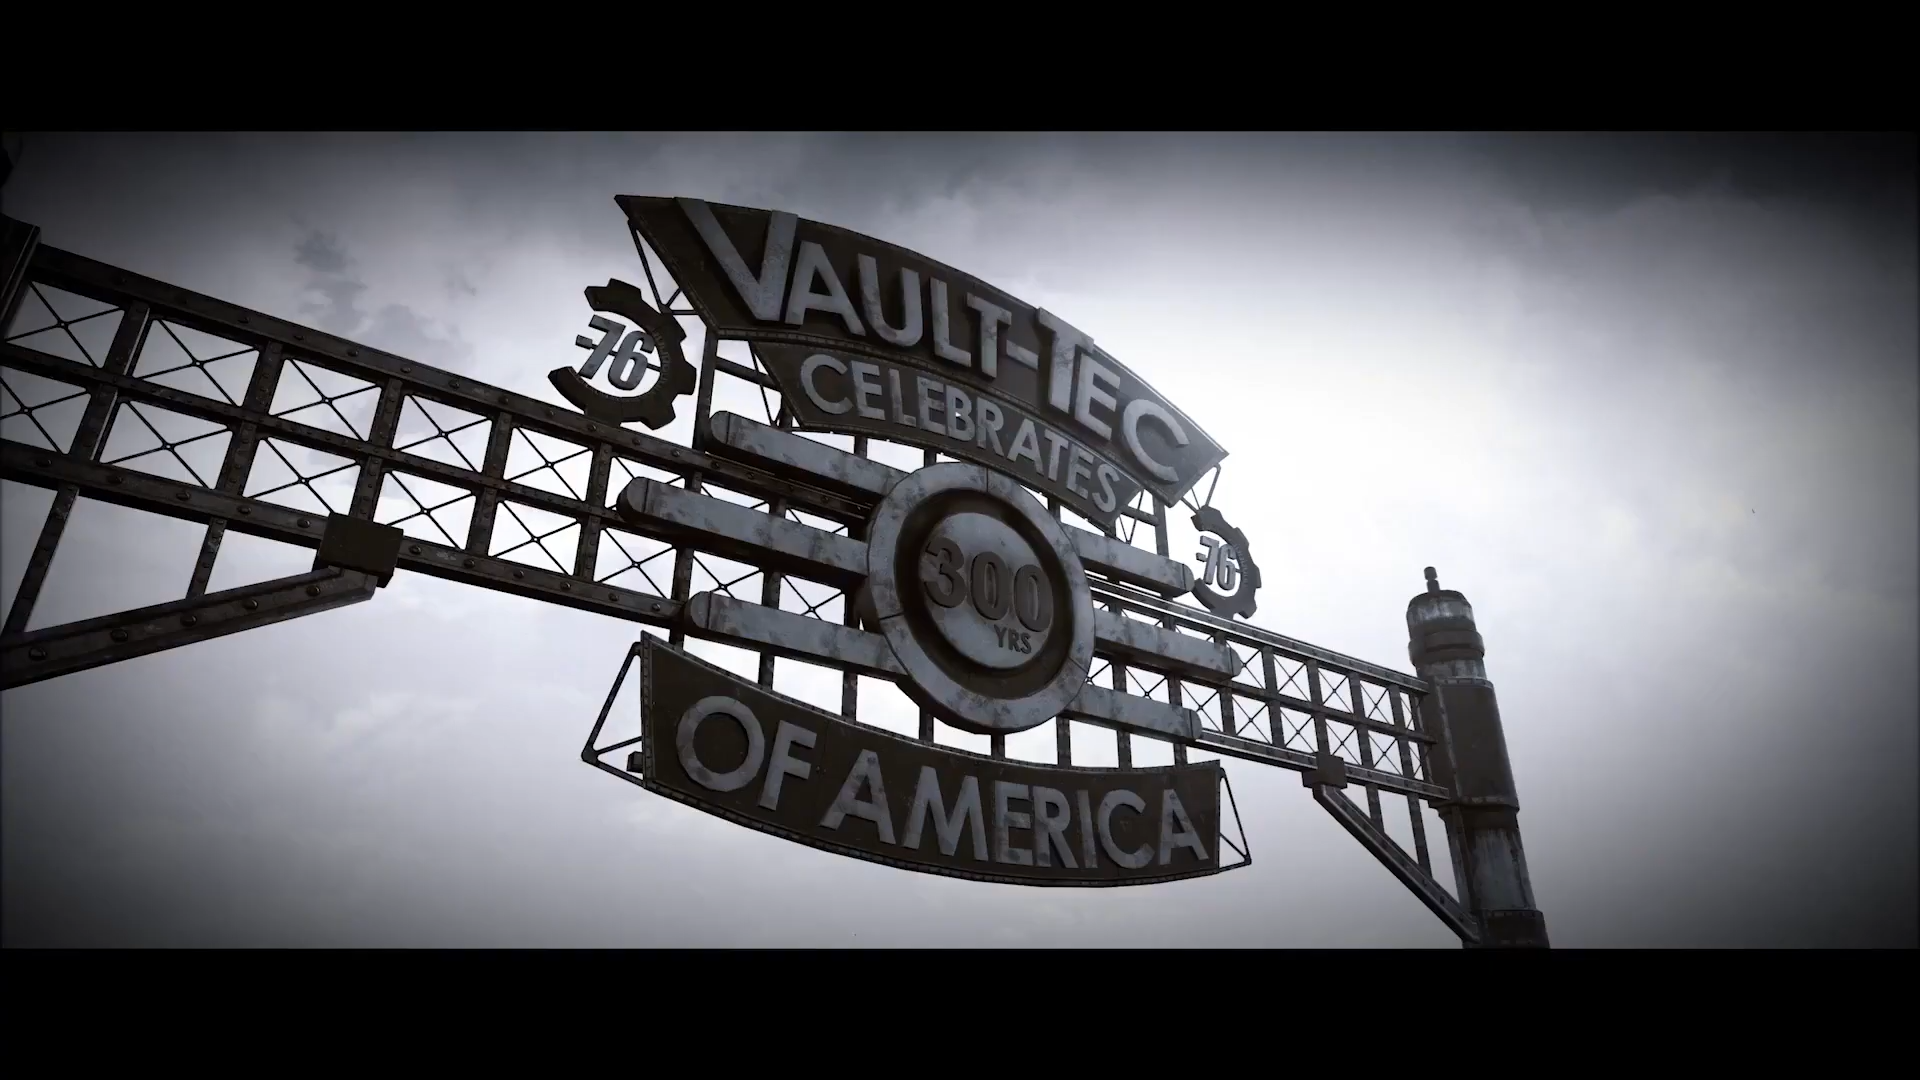 VAULT-TEC
CELEBRATES
76
76
300
YRS
OF AMERICA